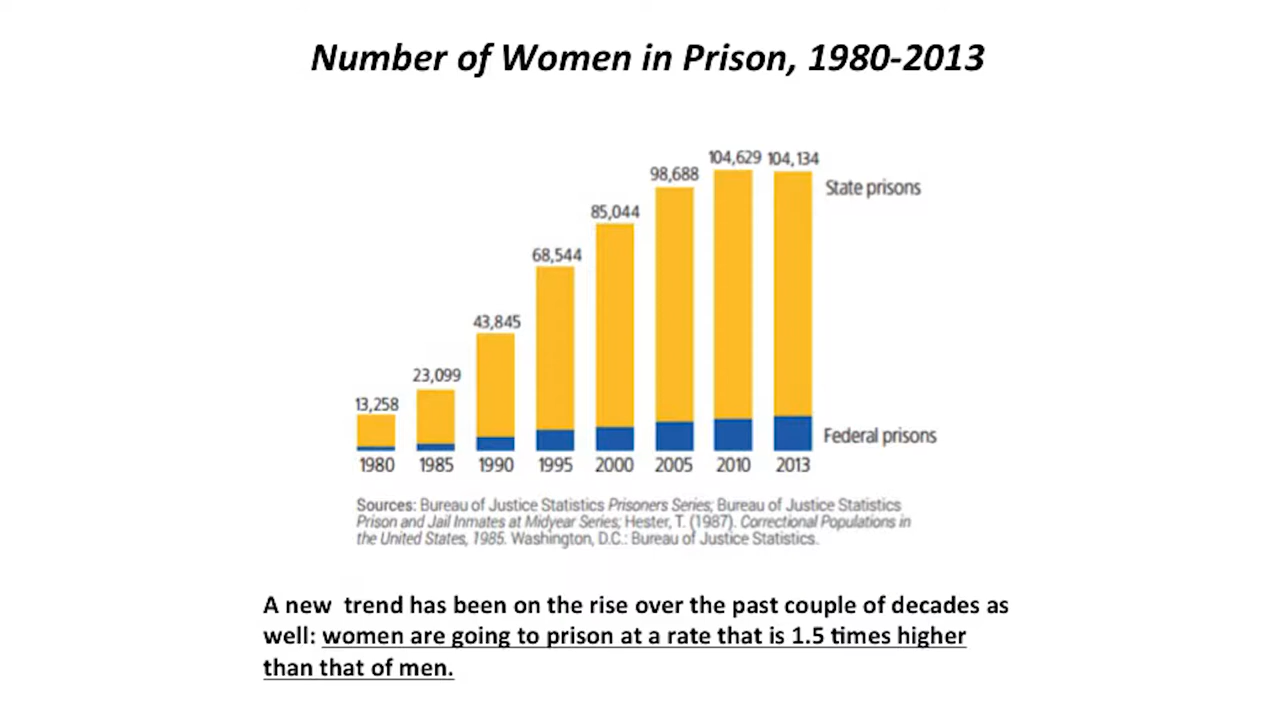 Number of Women in Prison, 1980-2013
104,629 104,134
98,688
State prisons
85,044
68,544
43,845
23,099
13,258
Federal prisons
1980 1985 1990 1995 2000 2005 2010 2013
Sources: Bureau of Justice Statistics Prisoners Series; Bureau of Justice Statistics
Prison and Jail Inmates at Midyear Series; Hester, T. (1987). Correctional Populations in
the United States, 1985. Washington, D.C.: Bureau of Justice Statistics.
A new trend has been on the rise over the past couple of decades as
well: women are going to prison at a rate that is 1.5 times higher
than that of men.